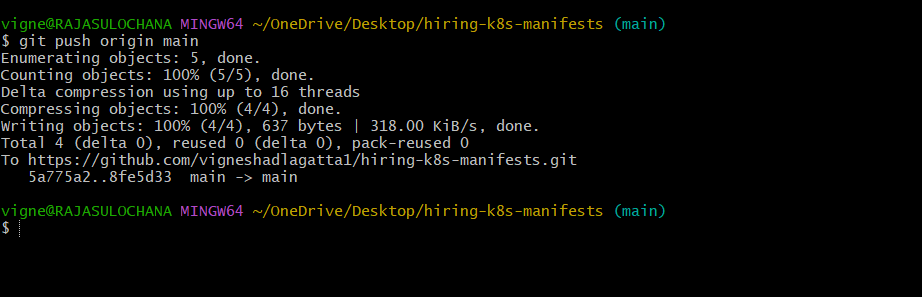 vigne@RAJASULOCHANA MINGW64 ~/OneDrive/Desktop/hiring-k8s-manifests (main)
$ git push origin main
Enumerating objects: 5, done.
Counting objects: 100% (5/5), done.
Delta compression using up to 16 threads
Compressing objects: 100% (4/4), done.
Writing objects: 100% (4/4), 637 bytes | 318.00 KiB/s, done.
Total 4 (delta 0), reused 0 (delta 0), pack-reused 0
To https://github.com/vigneshadlagatta1/hiring-k8s-manifests.git
   5a775a2..8fe5d33  main -> main
vigne@RAJASULOCHANA MINGW64 ~/OneDrive/Desktop/hiring-k8s-manifests (main)
$